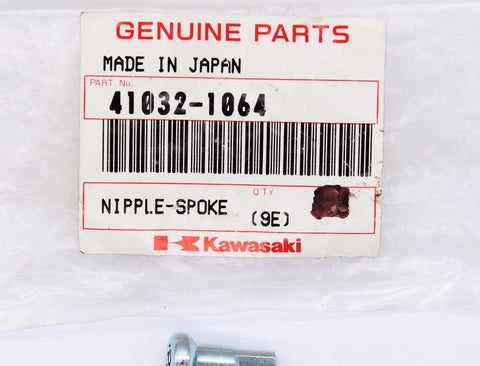 GENUINE PARTS
MADE IN JAPAN
PART. No.
41032-1064
Q'TY
NIPPLE-SPOKE (9E)
Kawasaki